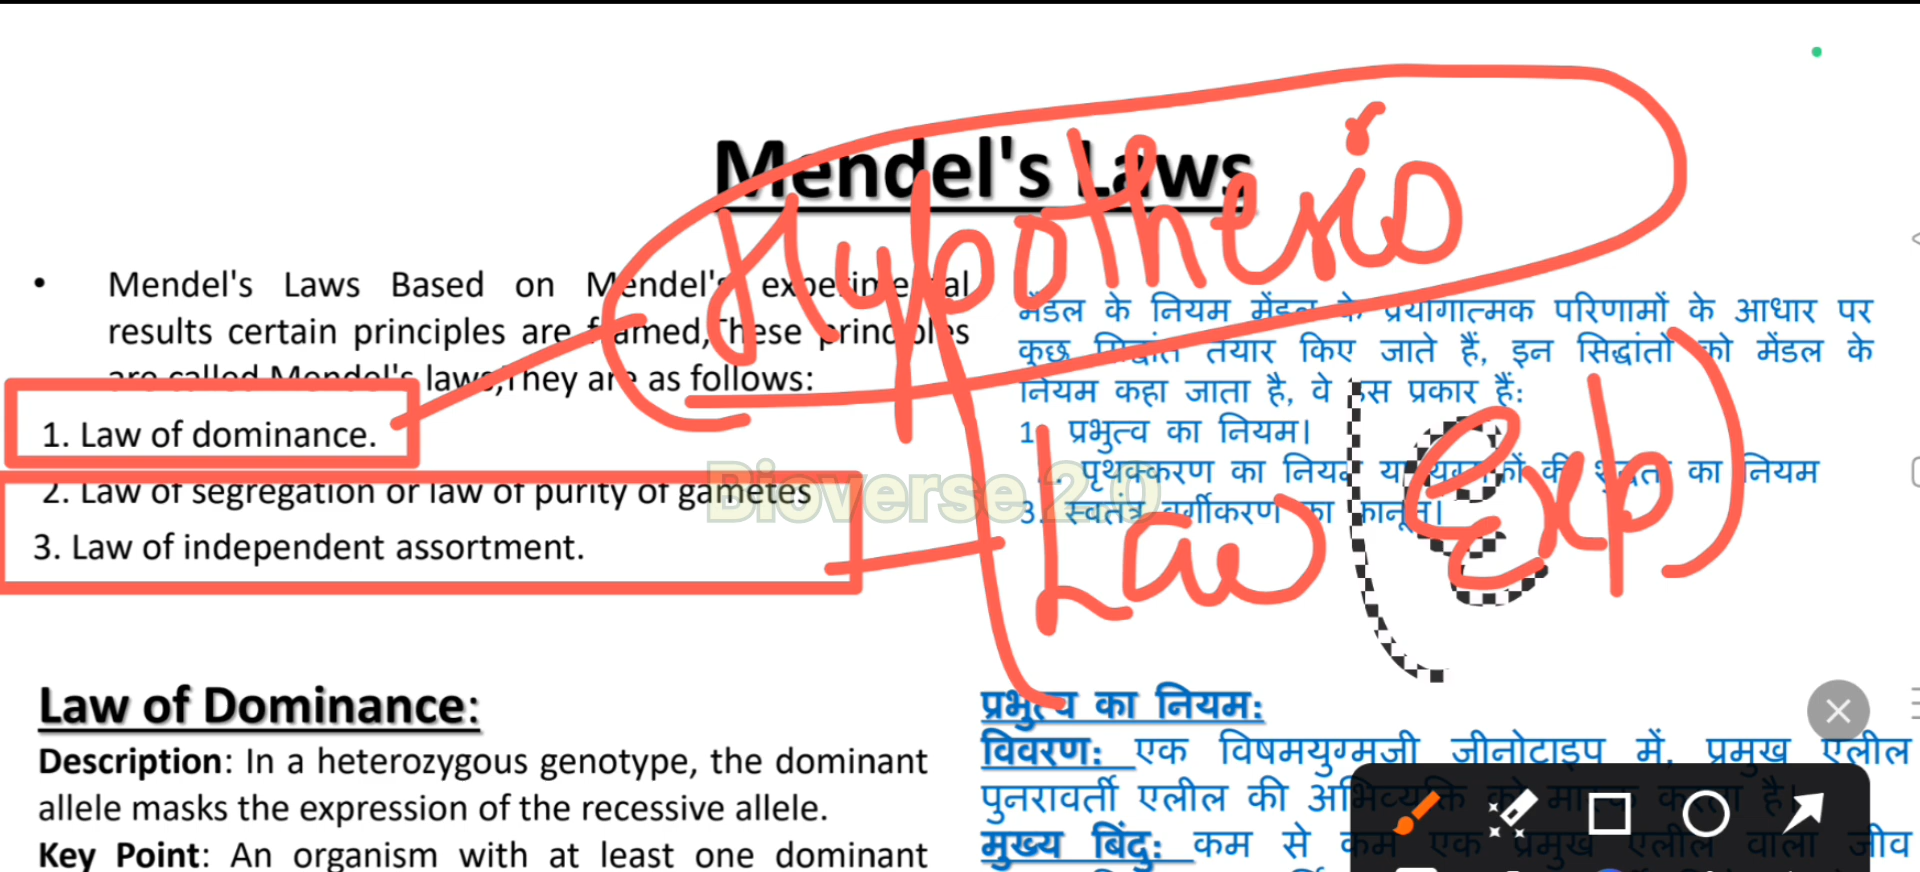 Mendel's Laws
Hypothesis
• Mendel's Laws Based on Mendel's experimental
results certain principles are framed,These principles
are called Mendel's laws,They are as follows:
1. Law of dominance.
2. Law of segregation or law of purity of gametes
3. Law of independent assortment.
मेंडल के नियम मेंडल के प्रयोगात्मक परिणामों के आधार पर
कुछ सिद्धांत तैयार किए जाते हैं, इन सिद्धांतों को मेंडल के
नियम कहा जाता है, वे इस प्रकार हैं:
1. प्रभुत्व का नियम।
पृथक्करण का नियम या की शुद्धता का नियम
3. स्वतंत्र वर्गीकरण का कानून।
Bioverse 2.0
Law (Exp)
Law of Dominance:
Description: In a heterozygous genotype, the dominant
allele masks the expression of the recessive allele.
Key Point: An organism with at least one dominant
प्रभुत्व का नियम:
विवरण: एक विषमयुग्मजी जीनोटाइप में, प्रमुख एलील
पुनरावर्ती एलील की अभिव्यक्ति को मास्क करता है।
मुख्य बिंदु: कम से कम एक प्रमुख एलील वाला जीव